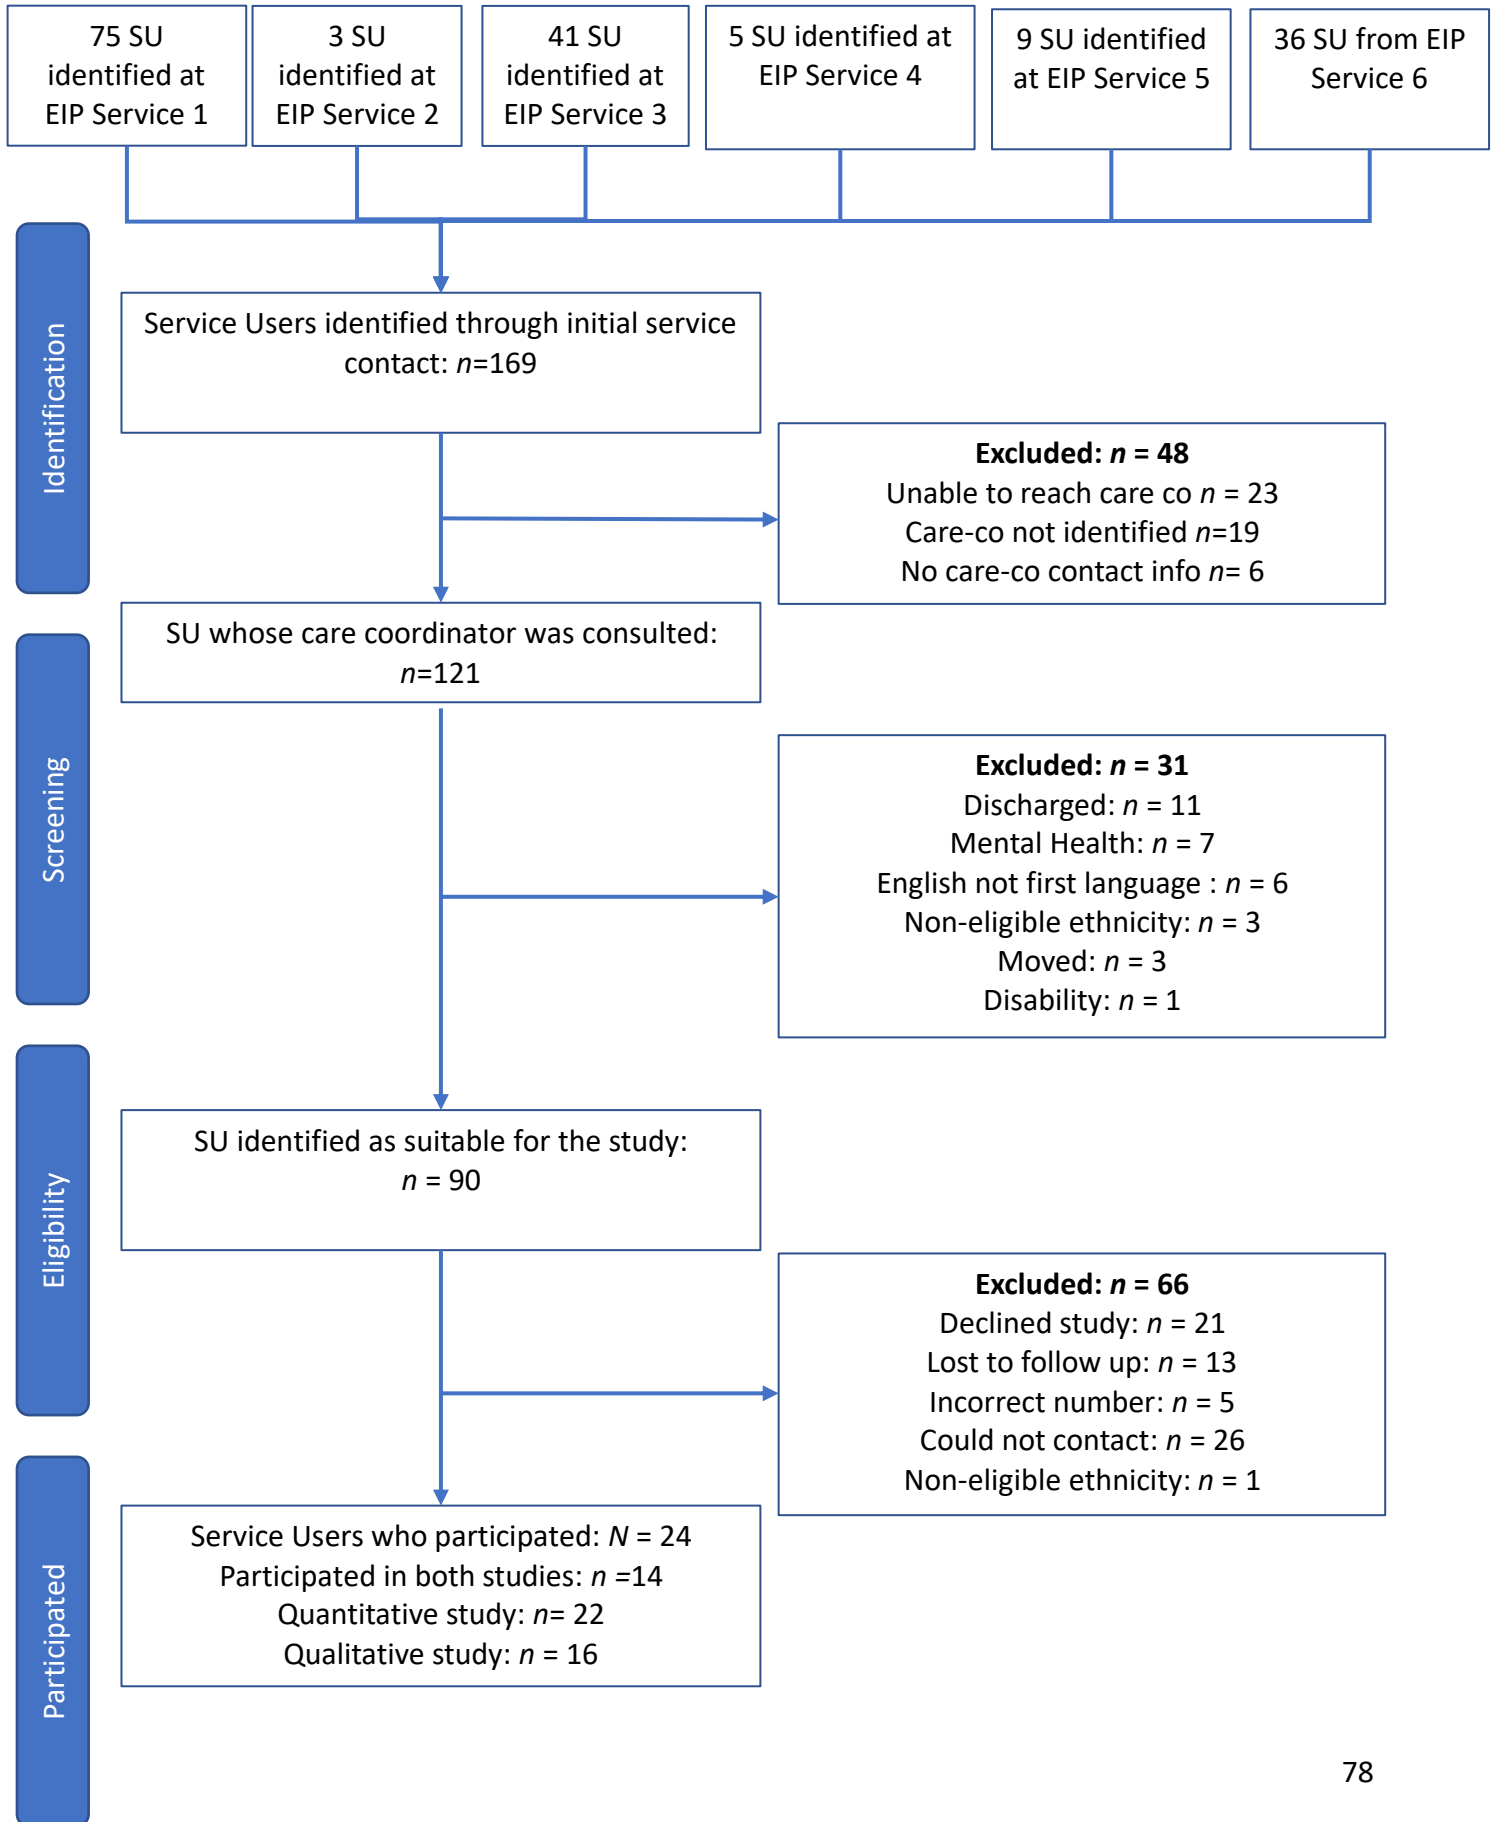 75 SU
identified at
EIP Service 1
3 SU
identified at
EIP Service 2
41 SU
identified at
EIP Service 3
5 SU identified at
EIP Service 4
9 SU identified
at EIP Service 5
36 SU from EIP
Service 6
Identification
Service Users identified through initial service
contact: n=169
Excluded: n = 48
Unable to reach care co n = 23
Care-co not identified n=19
No care-co contact info n= 6
Screening
SU whose care coordinator was consulted:
n=121
Excluded: n = 31
Discharged: n = 11
Mental Health: n = 7
English not first language : n = 6
Non-eligible ethnicity: n = 3
Moved: n = 3
Disability: n = 1
Eligibility
SU identified as suitable for the study:
n = 90
Excluded: n = 66
Declined study: n = 21
Lost to follow up: n = 13
Incorrect number: n = 5
Could not contact: n = 26
Non-eligible ethnicity: n = 1
Participated
Service Users who participated: N = 24
Participated in both studies: n =14
Quantitative study: n= 22
Qualitative study: n = 16
78